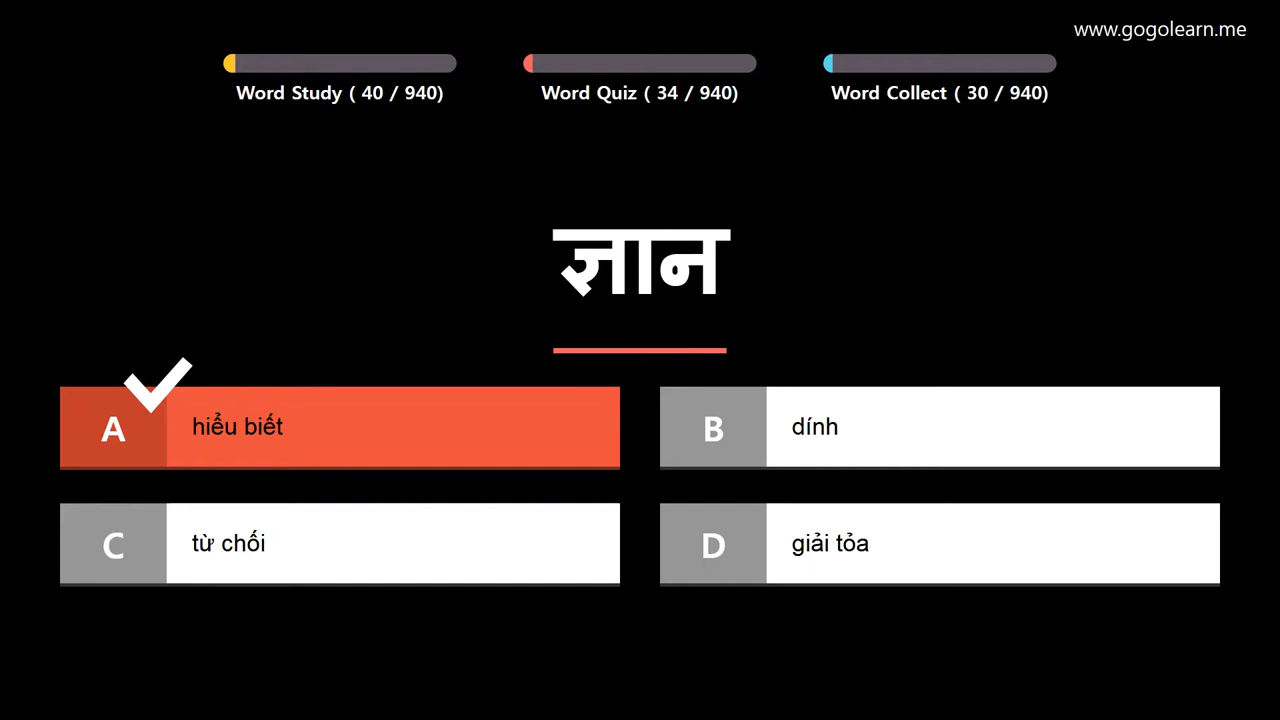 www.gogolearn.me
Word Study ( 40 / 940)
Word Quiz ( 34 / 940)
Word Collect ( 30 / 940)
ज्ञान
A hiểu biết
B dính
C từ chối
D giải tỏa